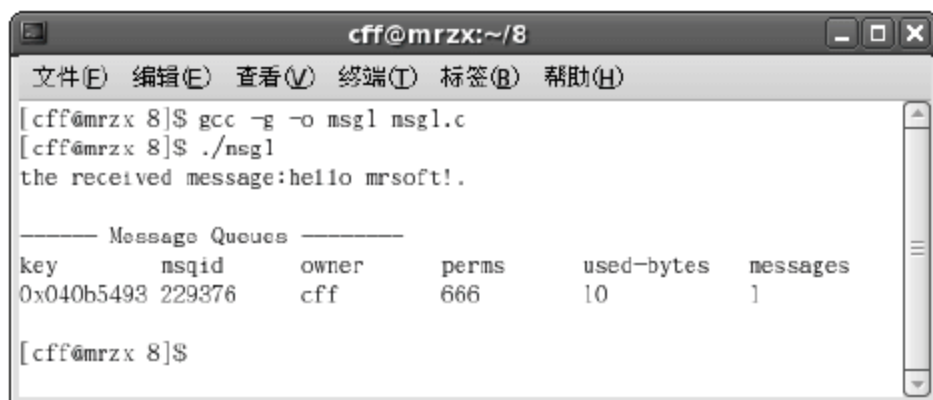 cff@mrzx:~/8
文件(F) 编辑(E) 查看(V) 终端(T) 标签(B) 帮助(H)
[cff@mrzx 8]$ gcc -g -o msg1 msg1.c
[cff@mrzx 8]$ ./msg1
the received message:hello mrsoft!.
------ Message Queues --------
key msqid owner perms used-bytes messages
0x040b5493 229376 cff 666 10 1
[cff@mrzx 8]$